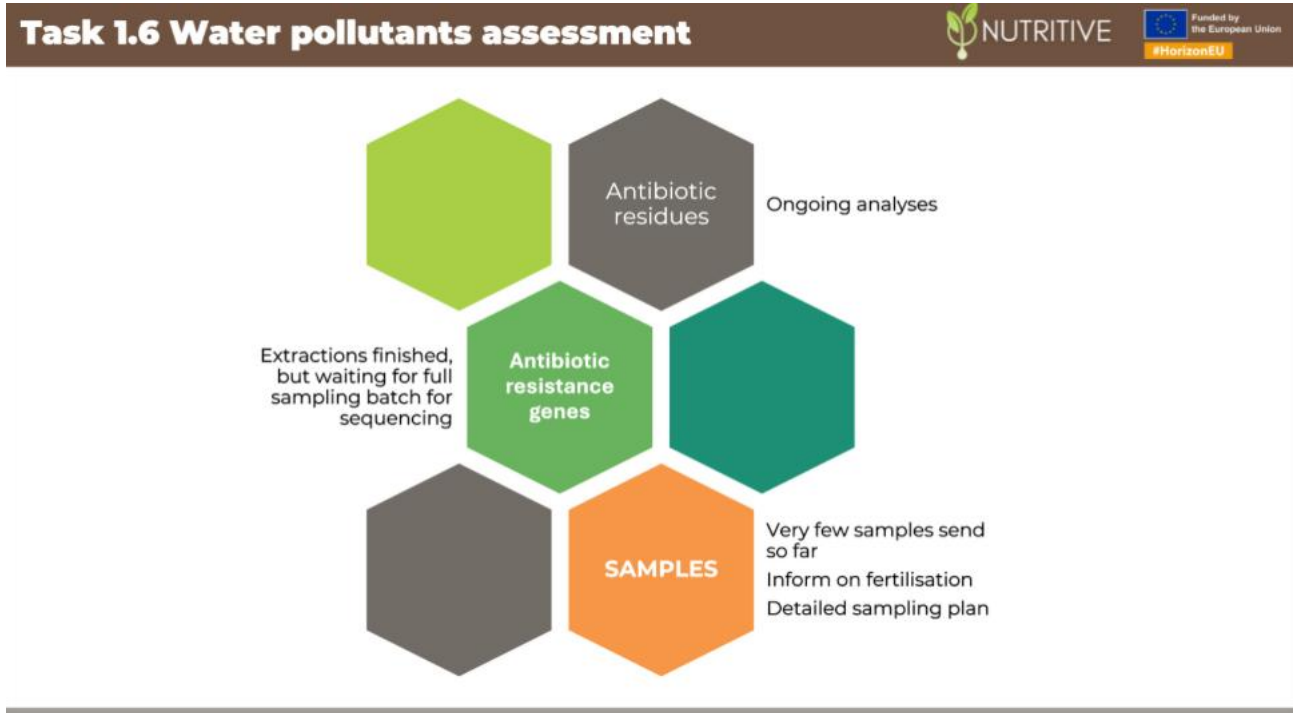 Task 1.6 Water pollutants assessment
NUTRITIVE
Funded by
the European Union
#HorizonEU
Antibiotic
residues
Ongoing analyses
Extractions finished,
but waiting for full
sampling batch for
sequencing
Antibiotic
resistance
genes
SAMPLES
Very few samples send
so far
Inform on fertilisation
Detailed sampling plan